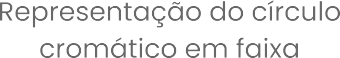 Representação do círculo
cromático em faixa